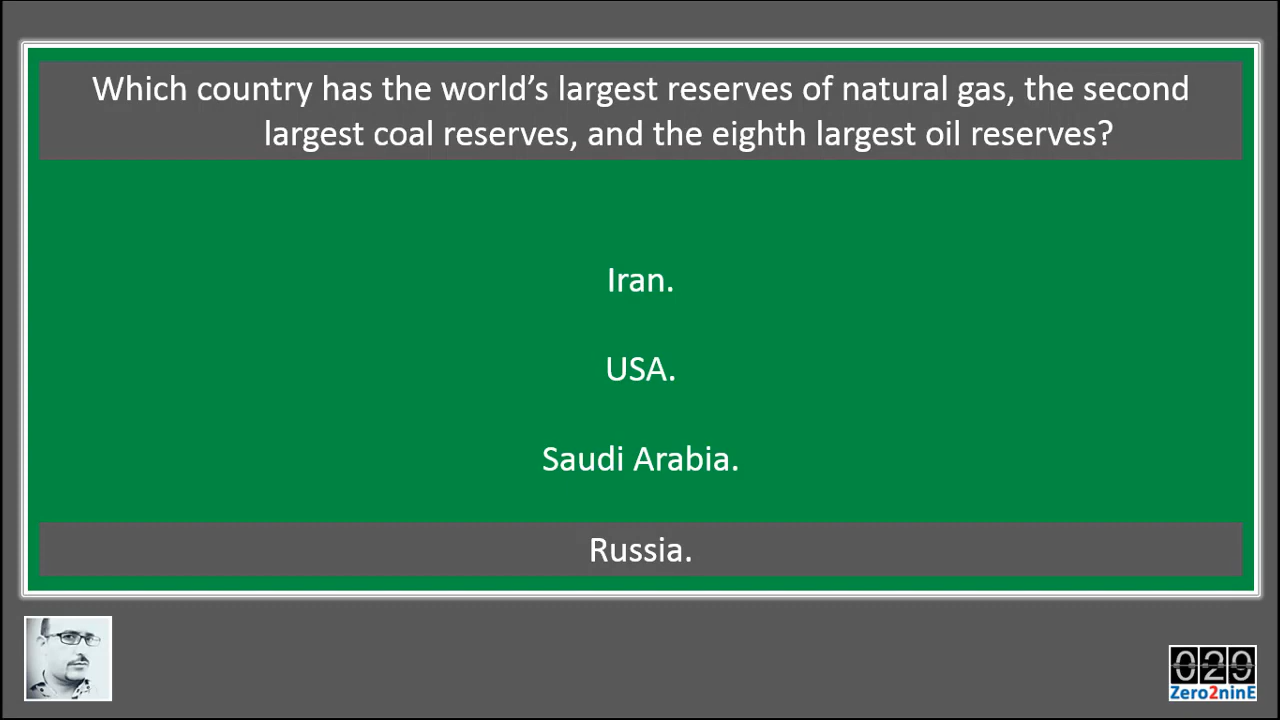 Which country has the world’s largest reserves of natural gas, the second
largest coal reserves, and the eighth largest oil reserves?
Iran.
USA.
Saudi Arabia.
Russia.
029
Zero2ninE